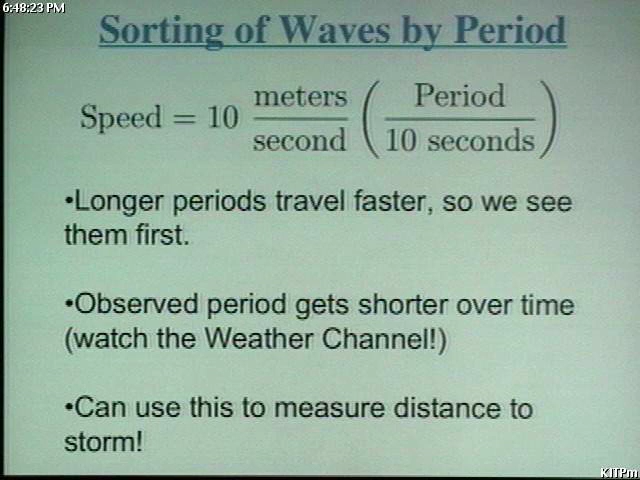 6:48:23 PM
Sorting of Waves by Period
Speed = 10 meters/second (Period/10 seconds)
•Longer periods travel faster, so we see
them first.
•Observed period gets shorter over time
(watch the Weather Channel!)
•Can use this to measure distance to
storm!
KITPm